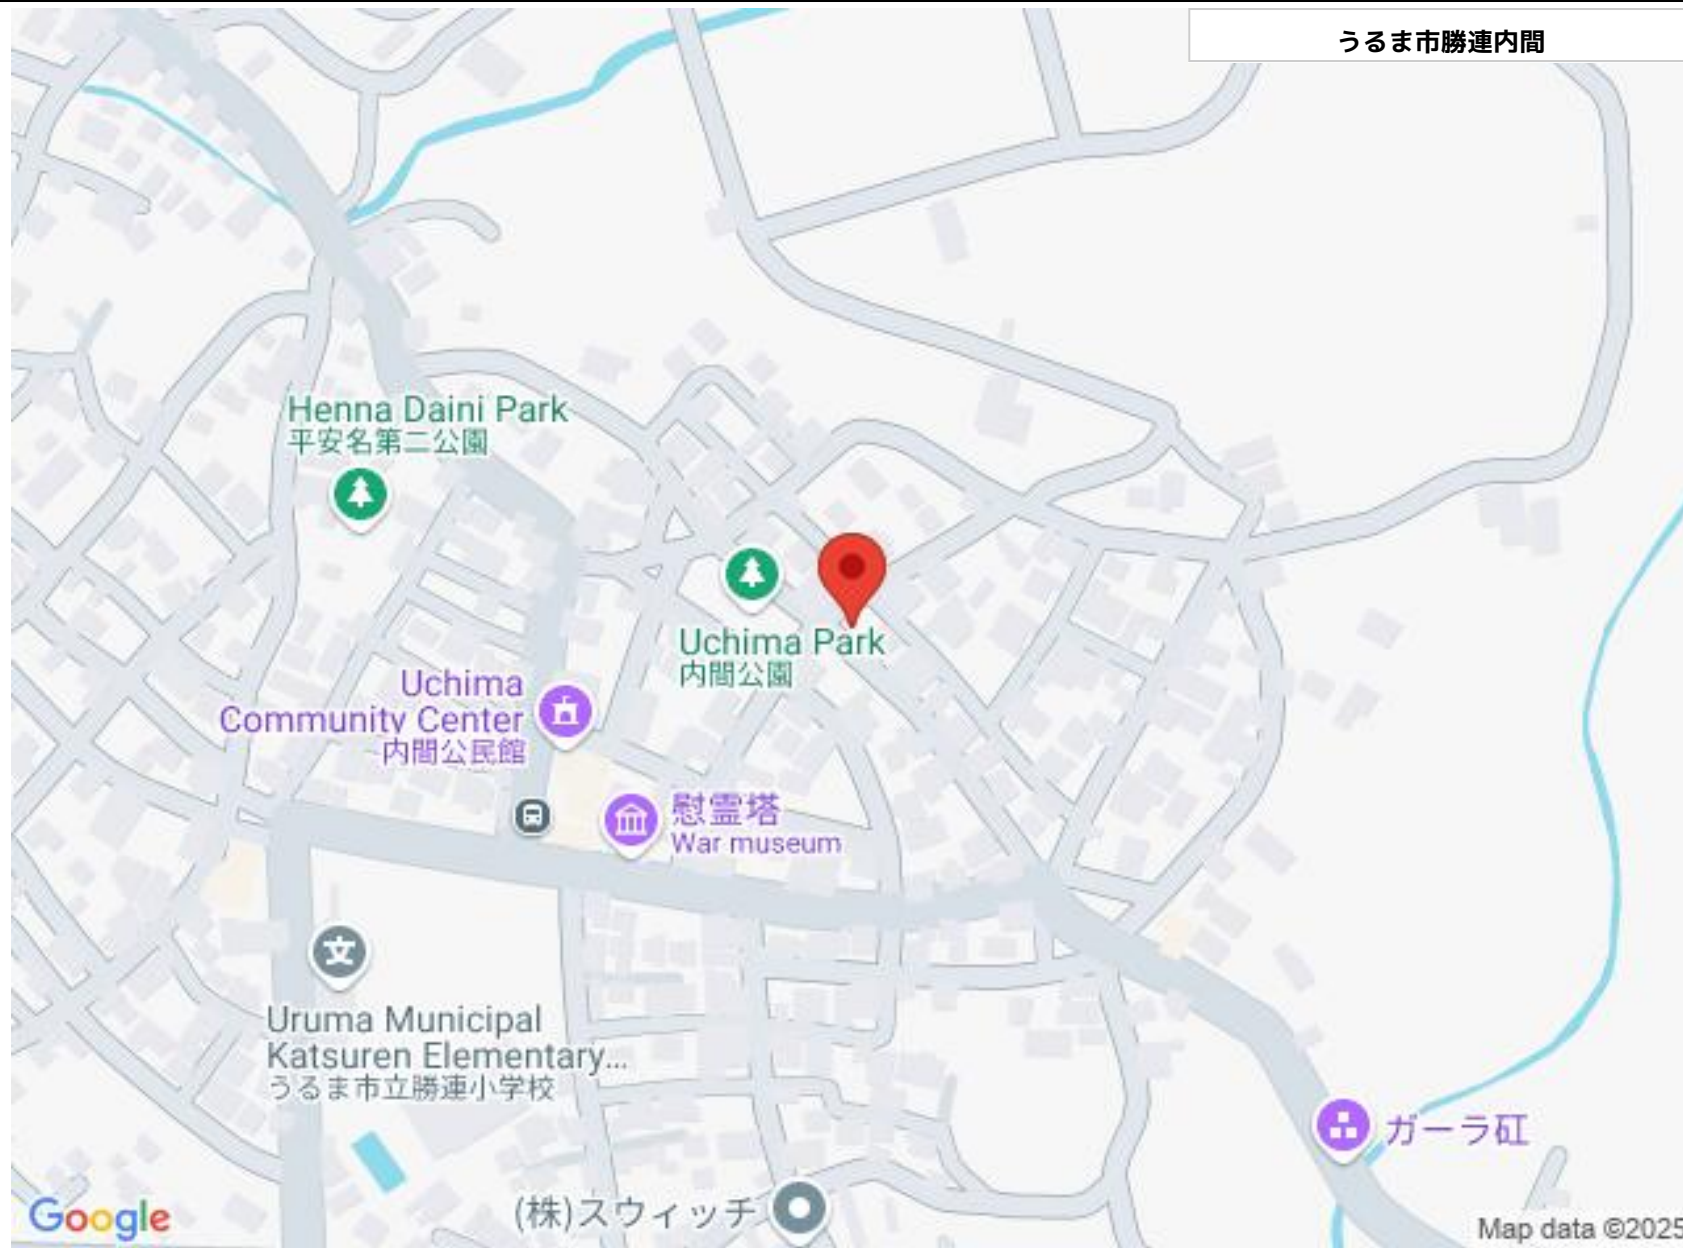 うるま市勝連内間
Henna Daini Park
平安名第二公園
Uchima Park
内間公園
Uchima
Community Center
内間公民館
慰霊塔
War museum
文
Uruma Municipal
Katsuren Elementary...
うるま市立勝連小学校
ガーラ矼
(株)スウィッチ
Google
Map data ©2025